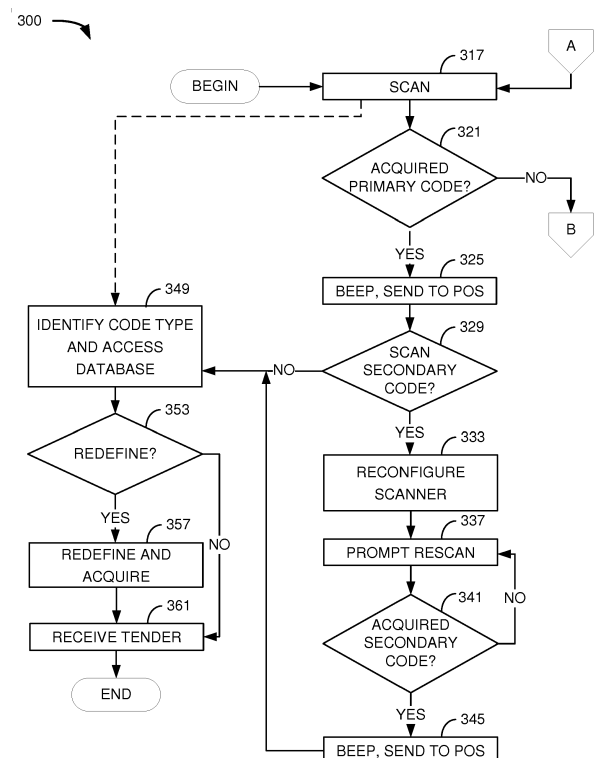 300
A
317
BEGIN
SCAN
321
ACQUIRED
PRIMARY CODE?
NO
B
YES
325
BEEP, SEND TO POS
349
329
IDENTIFY CODE TYPE
AND ACCESS
DATABASE
SCAN
SECONDARY
CODE?
NO
353
REDEFINE?
YES
333
RECONFIGURE
SCANNER
YES
357
NO
337
REDEFINE AND
ACQUIRE
PROMPT RESCAN
361
341
NO
RECEIVE TENDER
ACQUIRED
SECONDARY
CODE?
END
YES
345
BEEP, SEND TO POS